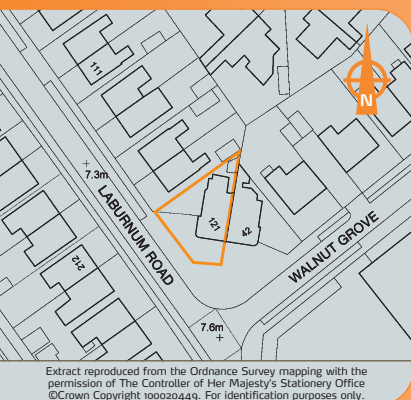 111
N
7.3m
LABURNUM ROAD
121
42
WALNUT GROVE
212
7.6m
Extract reproduced from the Ordnance Survey mapping with the
permission of The Controller of Her Majesty's Stationery Office
©Crown Copyright 100020449. For identification purposes only.